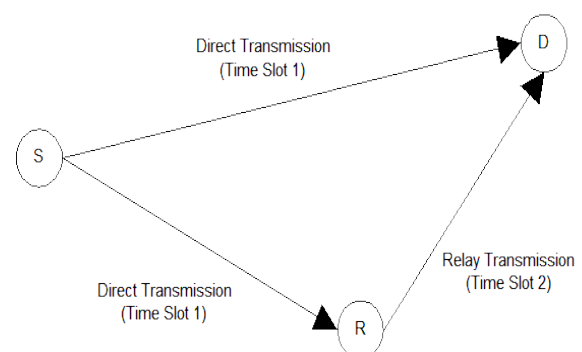 Direct Transmission
(Time Slot 1)
D
S
Relay Transmission
(Time Slot 2)
Direct Transmission
(Time Slot 1)
R